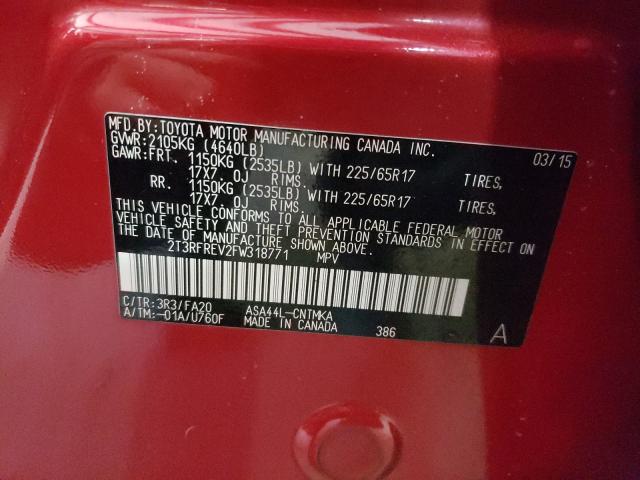 MFD.BY:TOYOTA MOTOR MANUFACTURING CANADA INC.
GVWR:2105KG (4640LB) 03/15
GAWR:FRT. 1150KG (2535LB) WITH 225/65R17 TIRES,
17X7. 0J RIMS.
RR. 1150KG (2535LB) WITH 225/65R17 TIRES,
17X7. 0J RIMS.
THIS VEHICLE CONFORMS TO ALL APPLICABLE FEDERAL MOTOR
VEHICLE SAFETY AND THEFT PREVENTION STANDARDS IN EFFECT ON
THE DATE OF MANUFACTURE SHOWN ABOVE.
2T3RFREV2FW318771 MPV
C/TR:3R3/FA20 ASA44L-CNTMKA
A/TM:-01A/U760F MADE IN CANADA 386 A